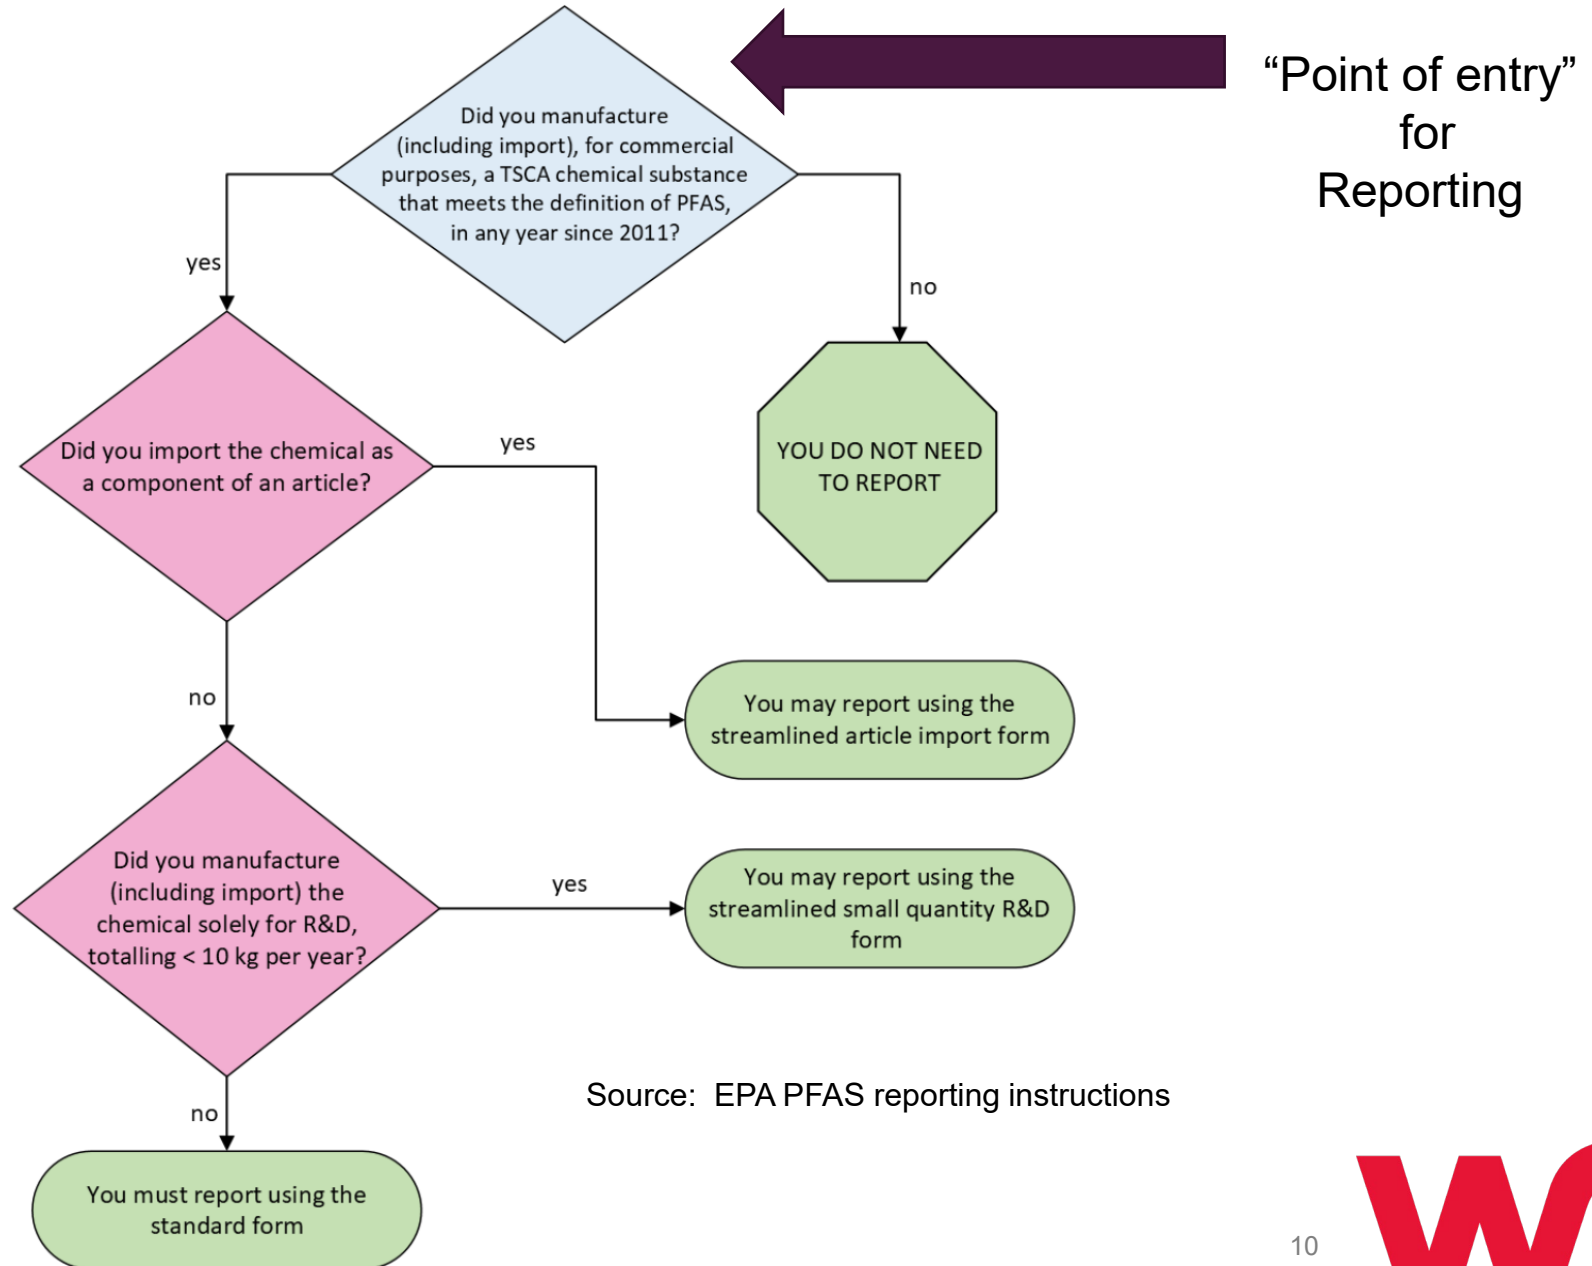 “Point of entry”
for
Reporting
Did you manufacture
(including import), for commercial
purposes, a TSCA chemical substance
that meets the definition of PFAS,
in any year since 2011?
yes
no
Did you import the chemical as
a component of an article?
yes
YOU DO NOT NEED
TO REPORT
no
You may report using the
streamlined article import form
Did you manufacture
(including import) the
chemical solely for R&D,
totalling < 10 kg per year?
yes
You may report using the
streamlined small quantity R&D
form
no
Source:  EPA PFAS reporting instructions
You must report using the
standard form
10